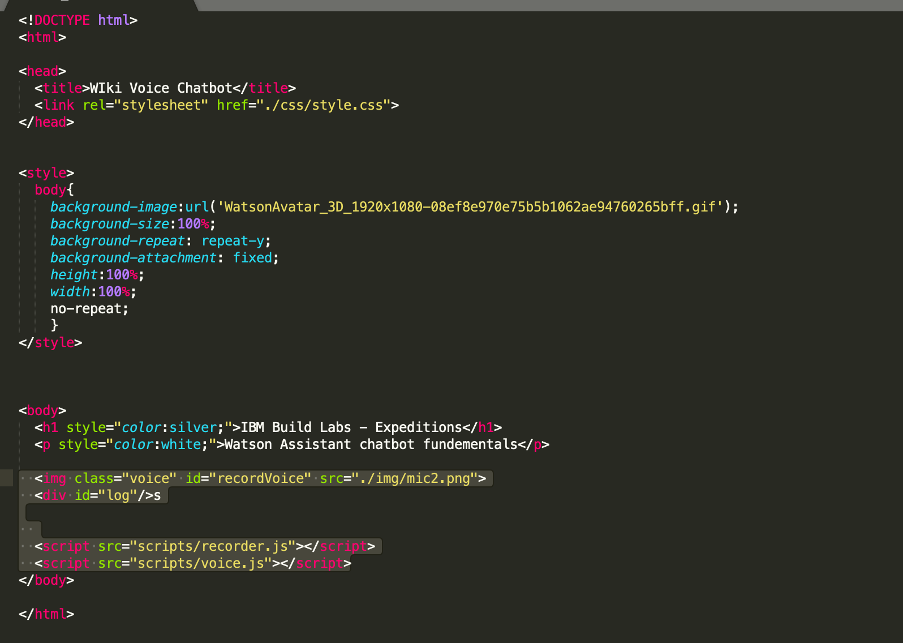 <!DOCTYPE html>
<html>
<head>
<title>WIki Voice Chatbot</title>
<link rel="stylesheet" href="./css/style.css">
</head>
<style>
body{
background-image:url('WatsonAvatar_3D_1920x1080-08ef8e970e75b5b1062ae94760265bff.gif');
background-size:100%;
background-repeat: repeat-y;
background-attachment: fixed;
height:100%;
width:100%;
no-repeat;
}
</style>
<body>
<h1 style="color:silver;">IBM Build Labs - Expeditions</h1>
<p style="color:white;">Watson Assistant chatbot fundementals</p>
<img class="voice" id="recordVoice" src="./img/mic2.png">
<div id="log"/>s
<script src="scripts/recorder.js"></script>
<script src="scripts/voice.js"></script>
</body>
</html>